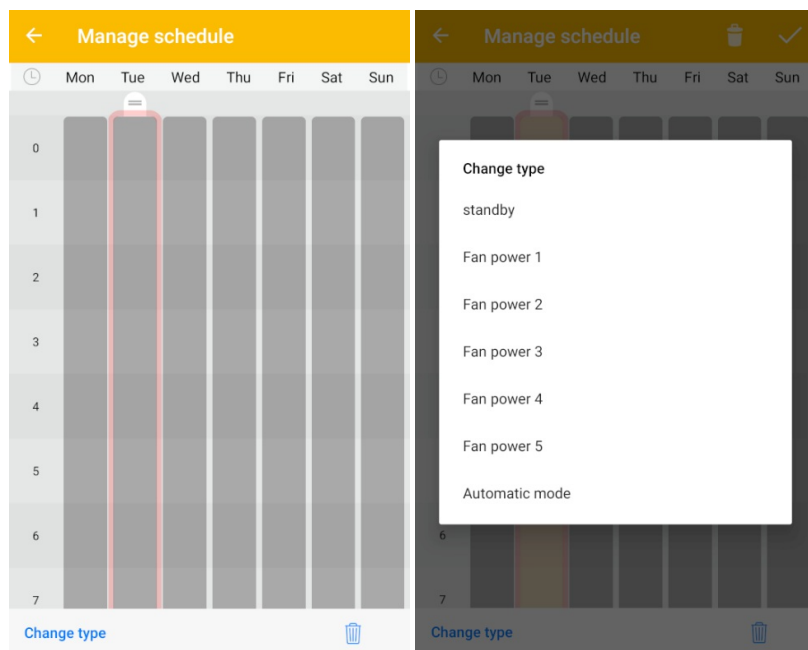 Manage schedule
Mon Tue Wed Thu Fri Sat Sun
0
1
2
3
4
5
6
7
Change type
Manage schedule
Mon Tue Wed Thu Fri Sat Sun
Change type
standby
Fan power 1
Fan power 2
Fan power 3
Fan power 4
Fan power 5
Automatic mode
6
7
Change type